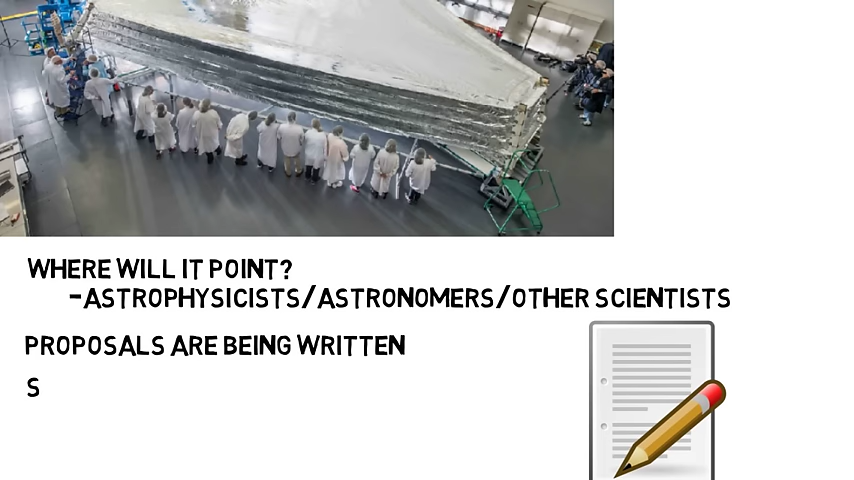 WHERE WILL IT POINT?
-ASTROPHYSICISTS/ASTRONOMERS/OTHER SCIENTISTS
PROPOSALS ARE BEING WRITTEN
S